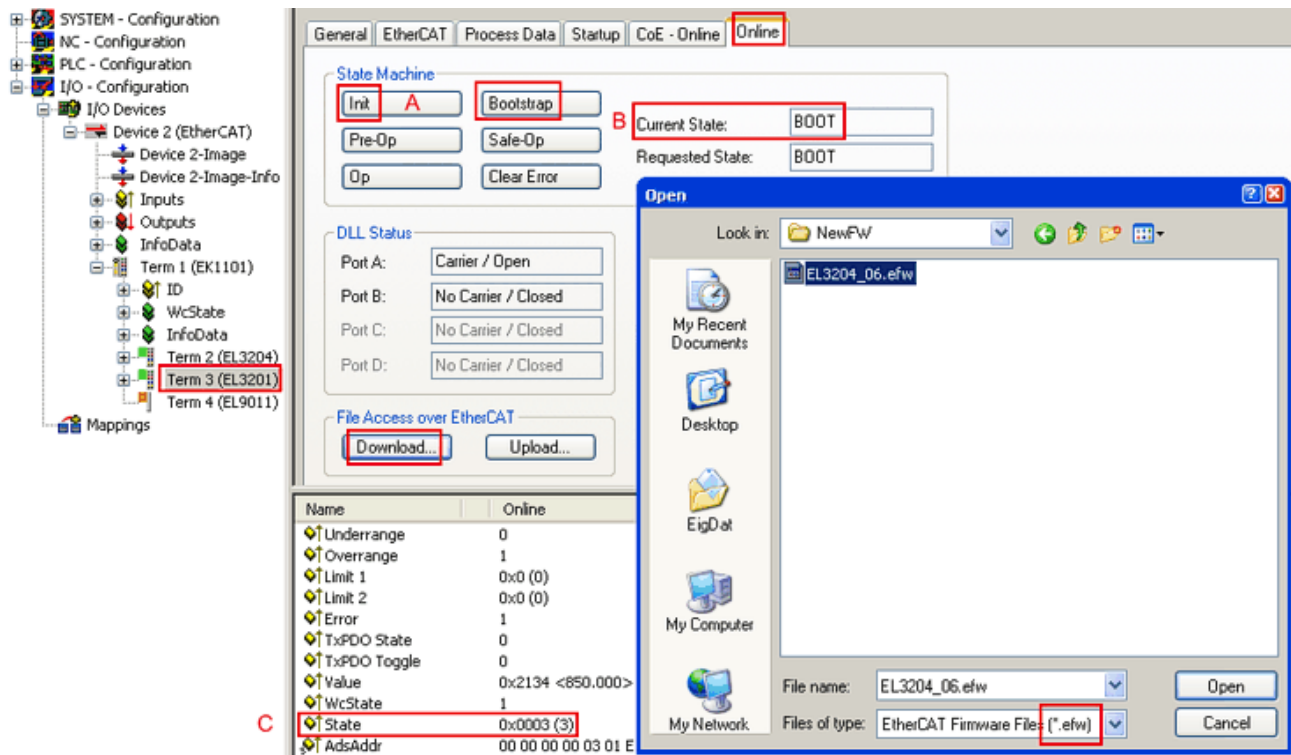 SYSTEM - Configuration
NC - Configuration
PLC - Configuration
I/O - Configuration
I/O Devices
Device 2 (EtherCAT)
Device 2-Image
Device 2-Image-Info
Inputs
Outputs
InfoData
Term 1 (EK1101)
ID
WcState
InfoData
Term 2 (EL3204)
Term 3 (EL3201)
Term 4 (EL9011)
Mappings
General EtherCAT Process Data Startup CoE - Online Online
State Machine
Init A Bootstrap
Pre-Op Safe-Op
Op Clear Error
B Current State: BOOT
Requested State: BOOT
DLL Status
Port A: Carrier / Open
Port B: No Carrier / Closed
Port C: No Carrier / Closed
Port D: No Carrier / Closed
File Access over EtherCAT
Download... Upload...
Name Online
Underrange 0
Overrange 1
Limit 1 0x0 (0)
Limit 2 0x0 (0)
Error 1
TxPDO State 0
TxPDO Toggle 0
Value 0x2134 <850.000>
WcState 1
C State 0x0003 (3)
AdsAddr 00 00 00 00 03 01 E
Open
Look in: NewFW
EL3204_06.efw
My Recent
Documents
Desktop
EigDat
My Computer
My Network
File name: EL3204_06.efw Open
Files of type: EtherCAT Firmware Files (*.efw) Cancel